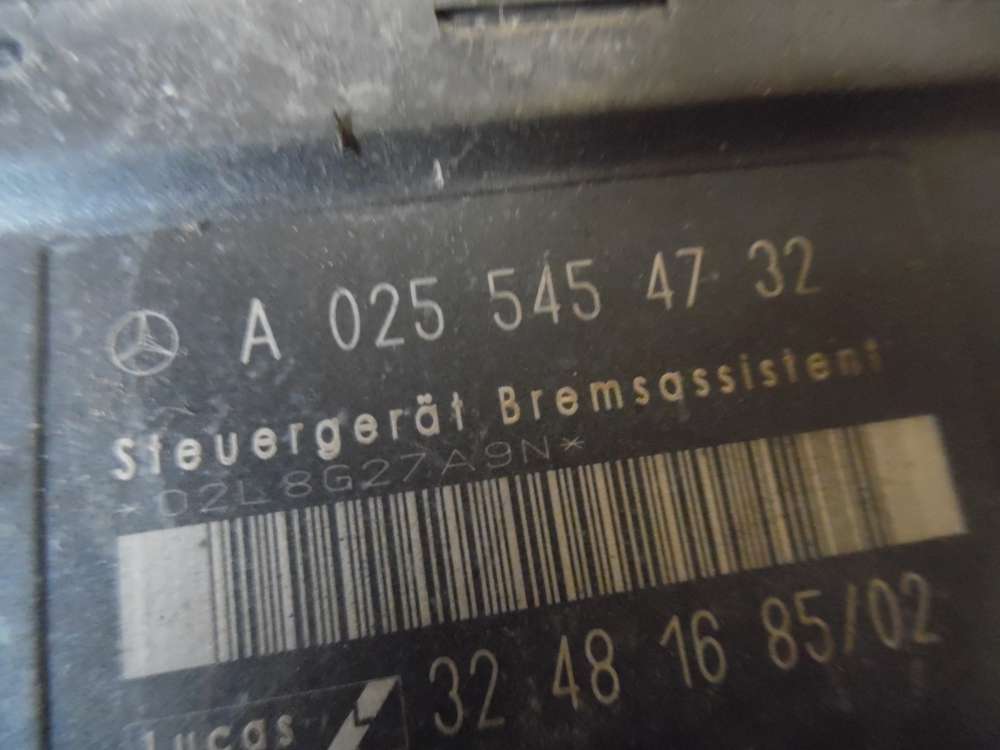 A 025 545 47 32
Steuergerät Bremsassistent
*02L8G27A9N*
32 48 16 85/02
Lucas